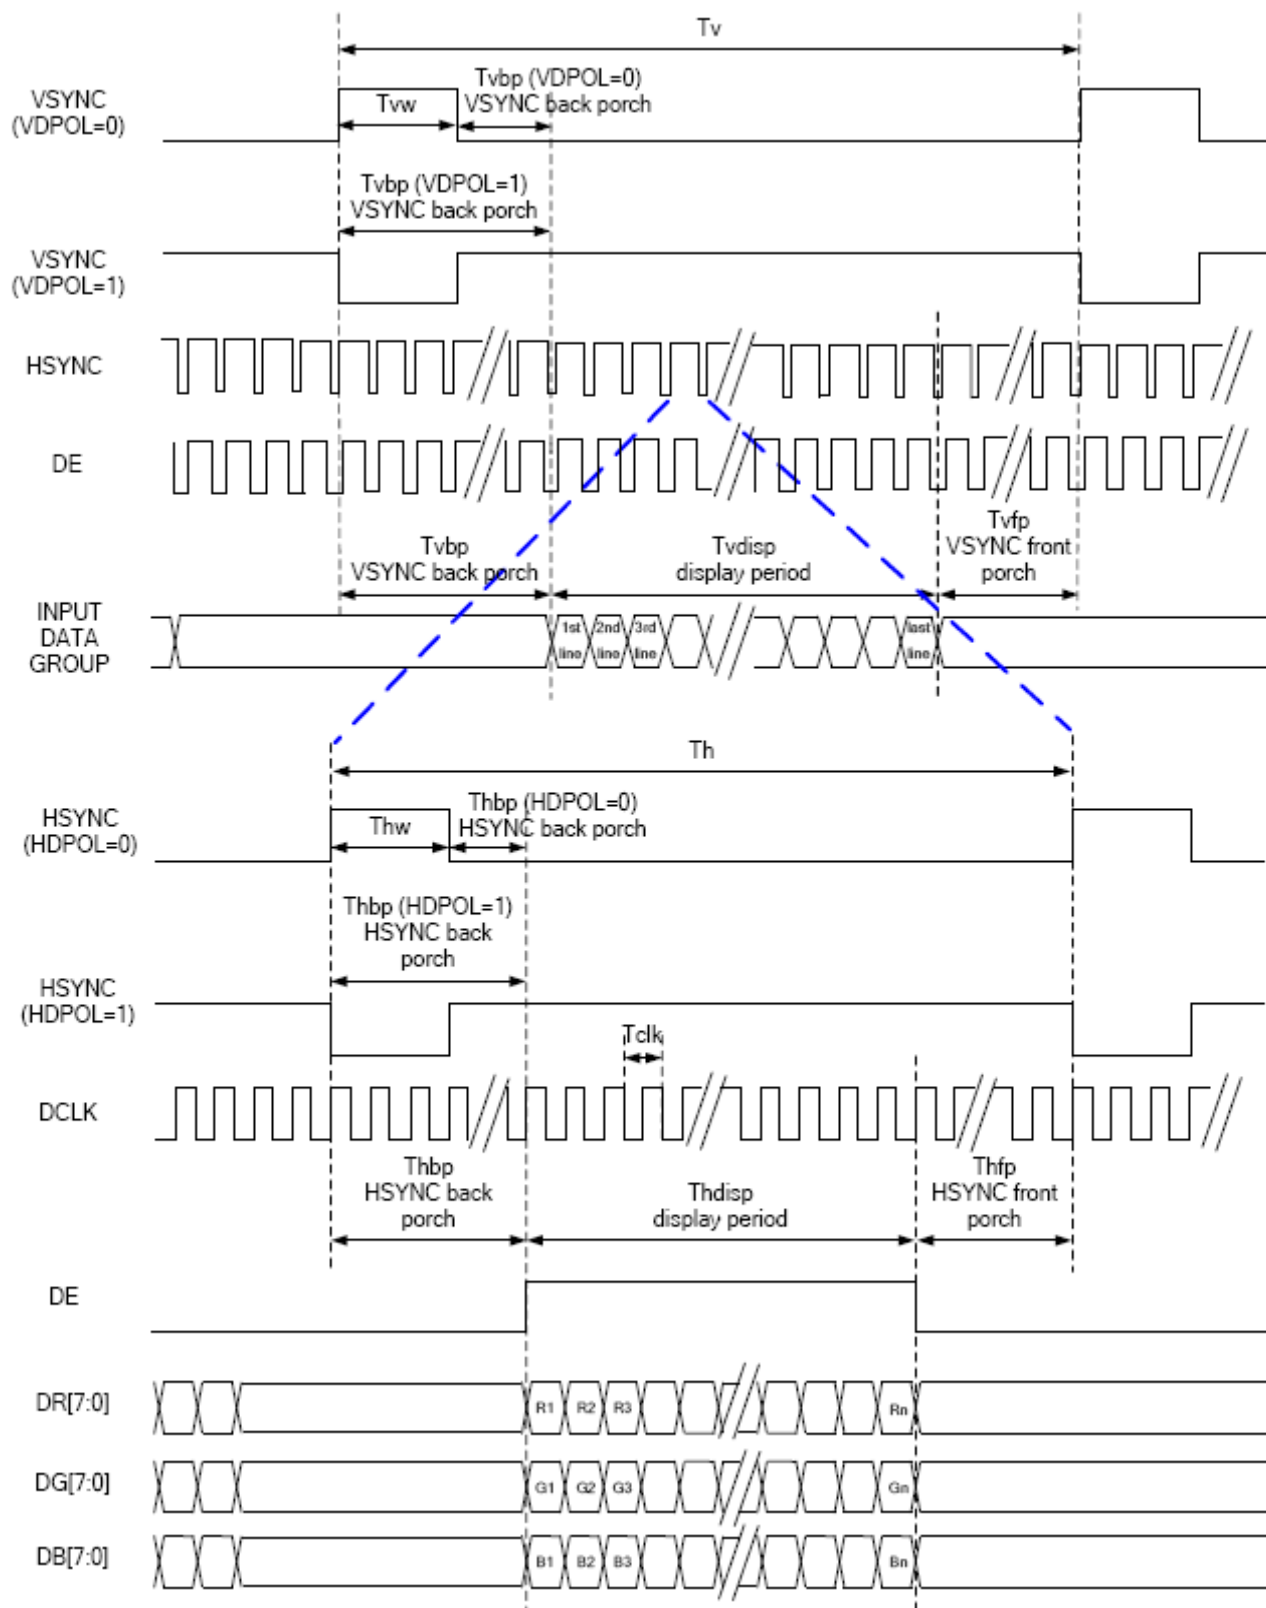 Tv
VSYNC
(VDPOL=0)
Tvw
Tvbp (VDPOL=0)
VSYNC back porch
Tvbp (VDPOL=1)
VSYNC back porch
VSYNC
(VDPOL=1)
HSYNC
DE
Tvbp
VSYNC back porch
Tvdisp
display period
Tvfp
VSYNC front
porch
INPUT
DATA
GROUP
1st
line
2nd
line
3rd
line
last
line
Th
HSYNC
(HDPOL=0)
Thw
Thbp (HDPOL=0)
HSYNC back porch
Thbp (HDPOL=1)
HSYNC back
porch
HSYNC
(HDPOL=1)
Tclk
DCLK
Thbp
HSYNC back
porch
Thdisp
display period
Thfp
HSYNC front
porch
DE
DR[7:0]
R1
R2
R3
Rn
DG[7:0]
G1
G2
G3
Gn
DB[7:0]
B1
B2
B3
Bn